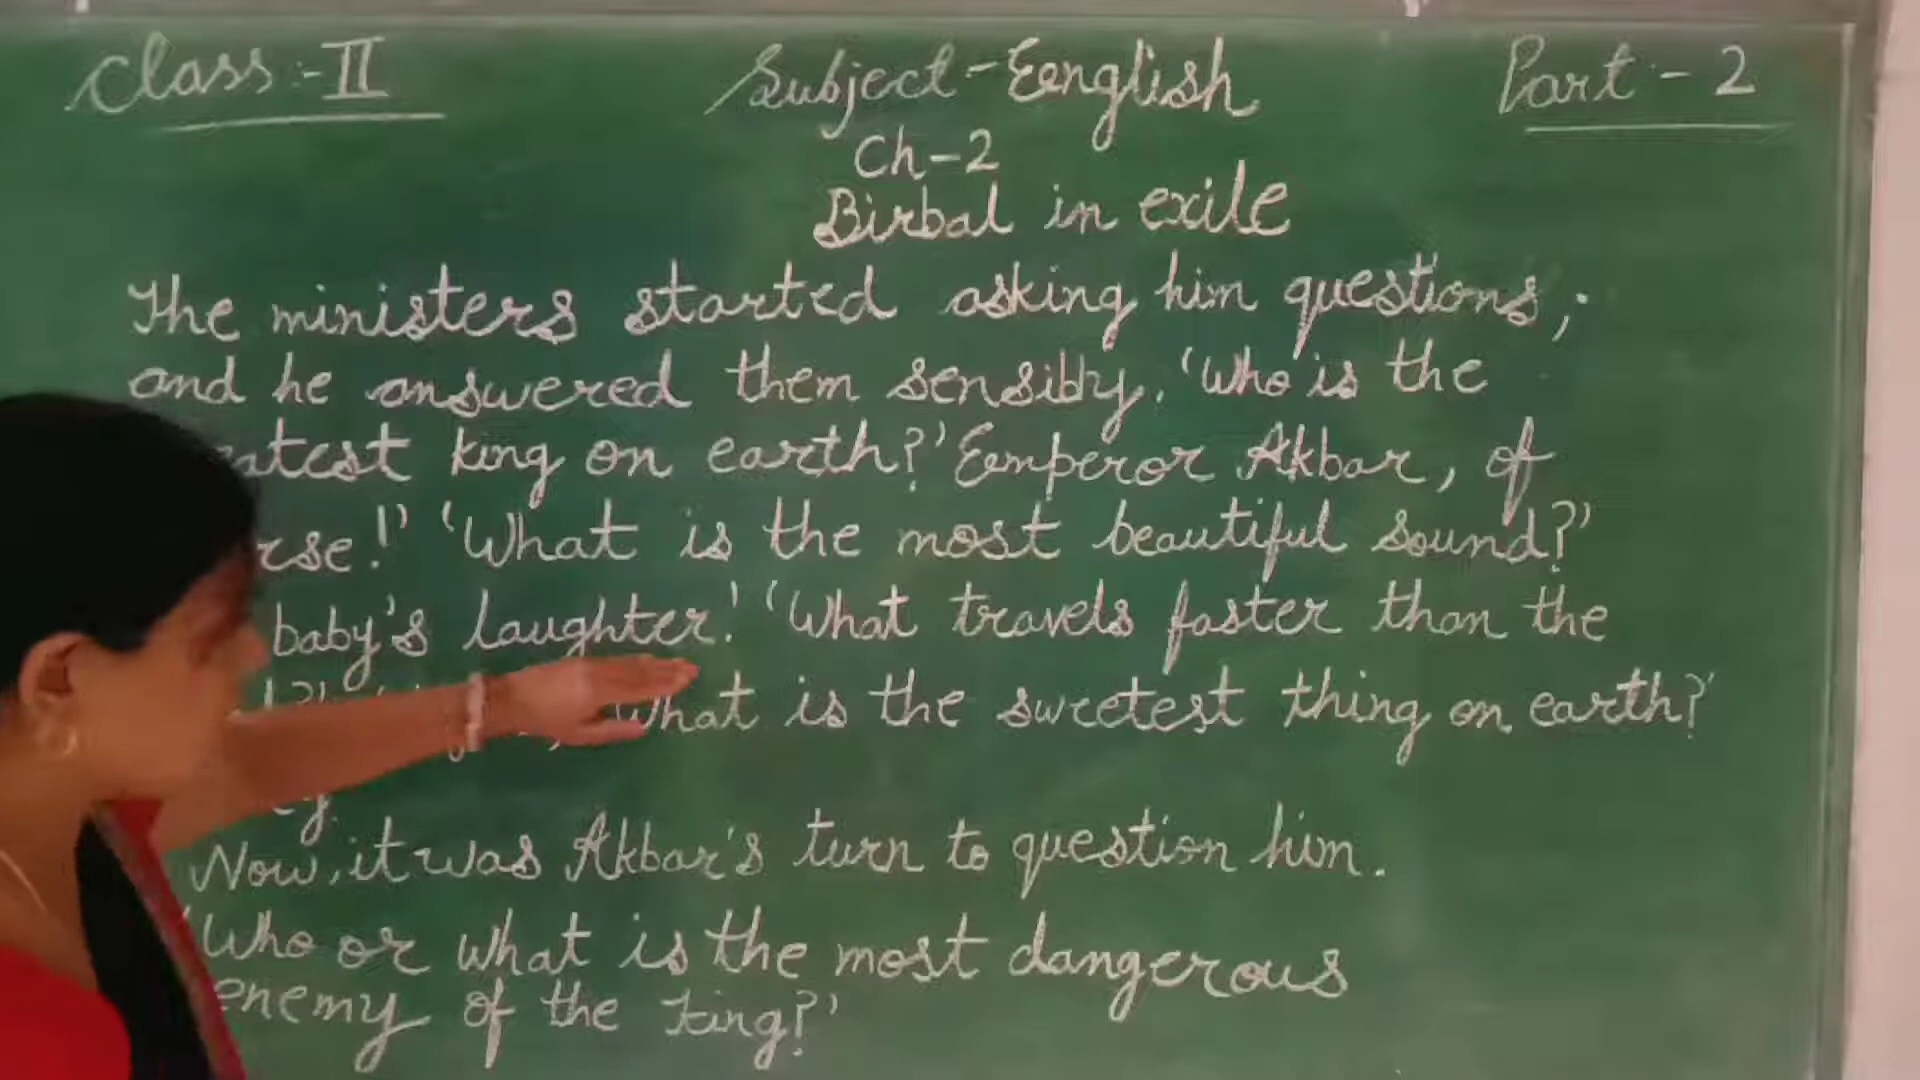 Class:-II
Subject-English
Part-2
Ch-2
Birbal in exile
The ministers started asking him questions;
and he answered them sensibly. 'Who is the
king on earth?' Emperor Akbar, of
'What is the most beautiful sound?'
baby's laughter.' 'What travels faster than the
What is the sweetest thing on earth?'
Now, it was Akbar's turn to question him.
'Who or what is the most dangerous
enemy of the king?'